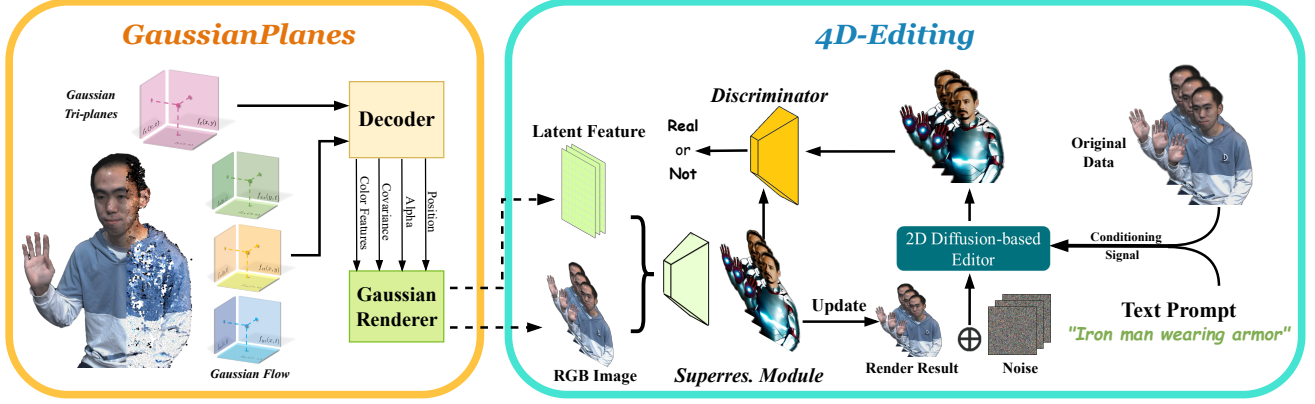 GaussianPlanes
Gaussian
Tri-planes
Decoder
Color Features
Covariance
Alpha
Position
Gaussian
Renderer
Gaussian Flow
4D-Editing
Latent Feature
RGB Image
Discriminator
Real
or
Not
Superres. Module
Update
Render Result
Noise
2D Diffusion-based
Editor
Original
Data
Conditioning
Signal
Text Prompt
"Iron man wearing armor"